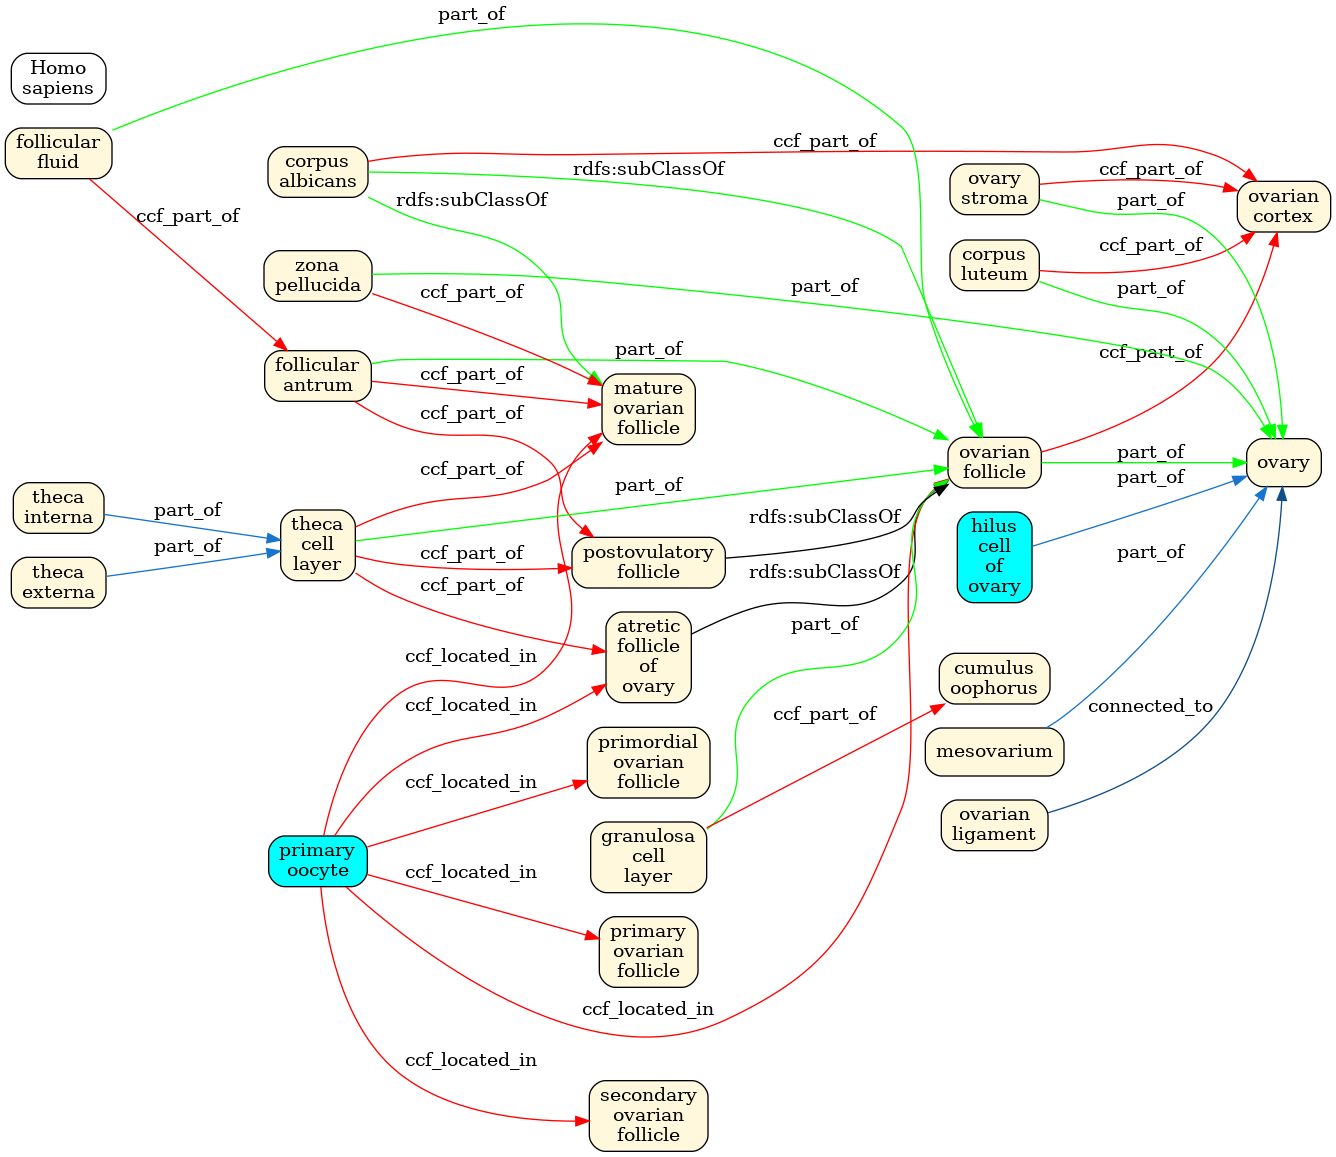 part_of
Homo
sapiens
follicular
fluid
ccf_part_of
corpus
albicans
ccf_part_of
rdfs:subClassOf
rdfs:subClassOf
ovary
stroma
ccf_part_of
part_of
ovarian
cortex
ccf_part_of
corpus
luteum
ccf_part_of
part_of
zona
pellucida
ccf_part_of
part_of
follicular
antrum
part_of
ccf_part_of
ccf_part_of
mature
ovarian
follicle
ccf_part_of
ccf_part_of
part_of
ovarian
follicle
part_of
part_of
ovary
theca
interna
part_of
part_of
theca
externa
theca
cell
layer
ccf_part_of
ccf_part_of
rdfs:subClassOf
postovulatory
follicle
rdfs:subClassOf
hilus
cell
of
ovary
part_of
atretic
follicle
of
ovary
part_of
ccf_located_in
ccf_located_in
cumulus
oophorus
ccf_part_of
connected_to
mesovarium
primordial
ovarian
follicle
ccf_located_in
ovarian
ligament
primary
oocyte
granulosa
cell
layer
ccf_located_in
primary
ovarian
follicle
ccf_located_in
ccf_located_in
secondary
ovarian
follicle